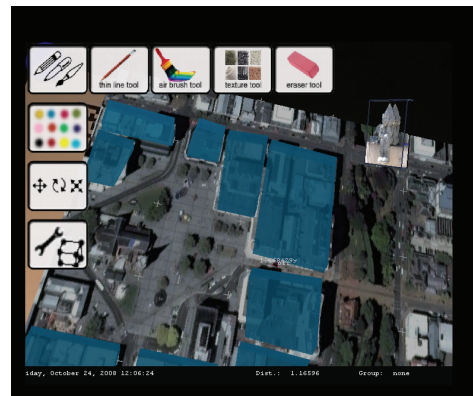 thin line tool
air brush tool
texture tool
eraser tool
iday, October 24, 2008 12:06:24 Dist.: 1.16596 Group: none